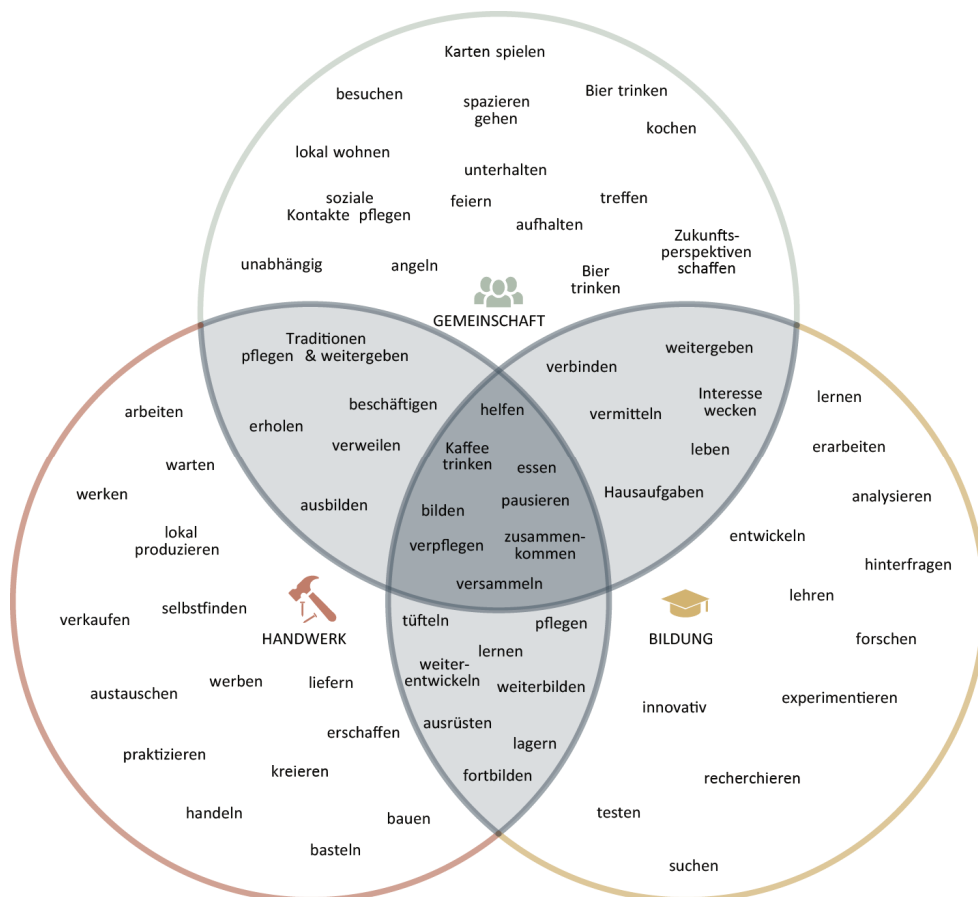 Karten spielen
besuchen
spazieren
gehen
Bier trinken
kochen
lokal wohnen
unterhalten
soziale
Kontakte pflegen
feiern
treffen
aufhalten
Zukunfts-
perspektiven
schaffen
unabhängig
angeln
Bier
trinken
GEMEINSCHAFT
Traditionen
pflegen & weitergeben
beschäftigen
erholen
verweilen
ausbilden
verbinden
weitergeben
vermitteln
Interesse
wecken
leben
Hausaufgaben
helfen
Kaffee
trinken
essen
bilden
pausieren
verpflegen
zusammen-
kommen
versammeln
arbeiten
warten
werken
lokal
produzieren
verkaufen
selbstfinden
HANDWERK
austauschen
werben
liefern
erschaffen
praktizieren
kreieren
handeln
bauen
basteln
tüfteln
pflegen
lernen
weiter-
entwickeln
weiterbilden
ausrüsten
lagern
fortbilden
lernen
erarbeiten
analysieren
entwickeln
hinterfragen
lehren
BILDUNG
forschen
innovativ
experimentieren
recherchieren
testen
suchen